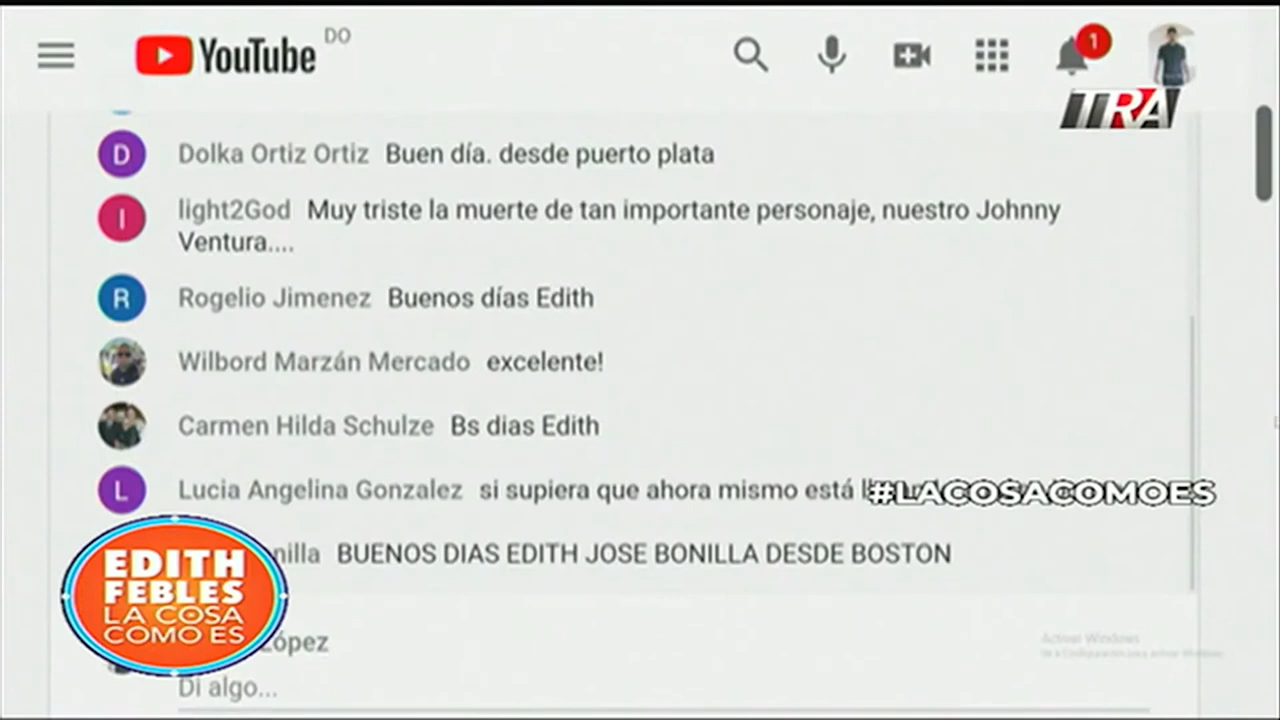 YouTube DO
1
TRA
D Dolka Ortiz Ortiz Buen día. desde puerto plata
I light2God Muy triste la muerte de tan importante personaje, nuestro Johnny
Ventura....
R Rogelio Jimenez Buenos días Edith
Wilbord Marzán Mercado excelente!
Carmen Hilda Schulze Bs dias Edith
L Lucia Angelina Gonzalez si supiera que ahora mismo está
#LACOSACOMOES
BUENOS DIAS EDITH JOSE BONILLA DESDE BOSTON
EDITH
FEBLES
LA COSA
COMO ES
López
Di algo...
Activar Windows